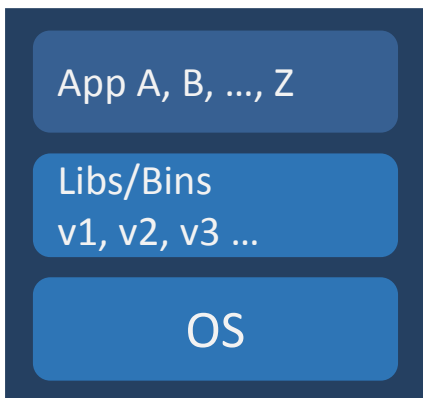 App A, B, ..., Z
Libs/Bins
v1, v2, v3 ...
OS